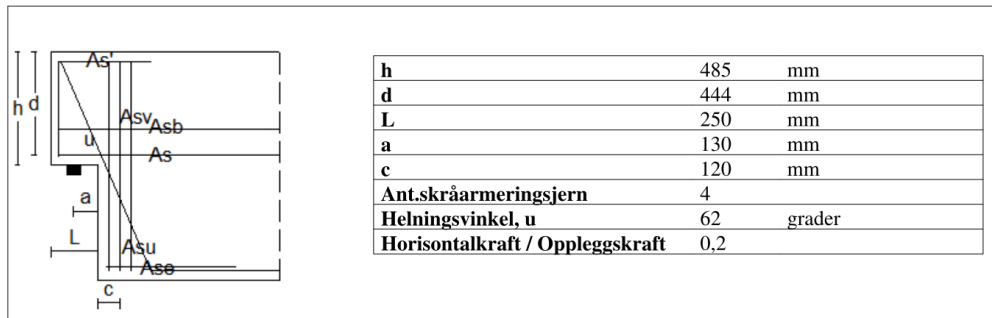 As'
h d
Asv
Asb
u
As
a
L
Asu
Ase
c
h 485 mm
d 444 mm
L 250 mm
a 130 mm
c 120 mm
Ant.skråarmeringsjern 4
Helningsvinkel, u 62 grader
Horisontalkraft / Oppleggskraft 0,2